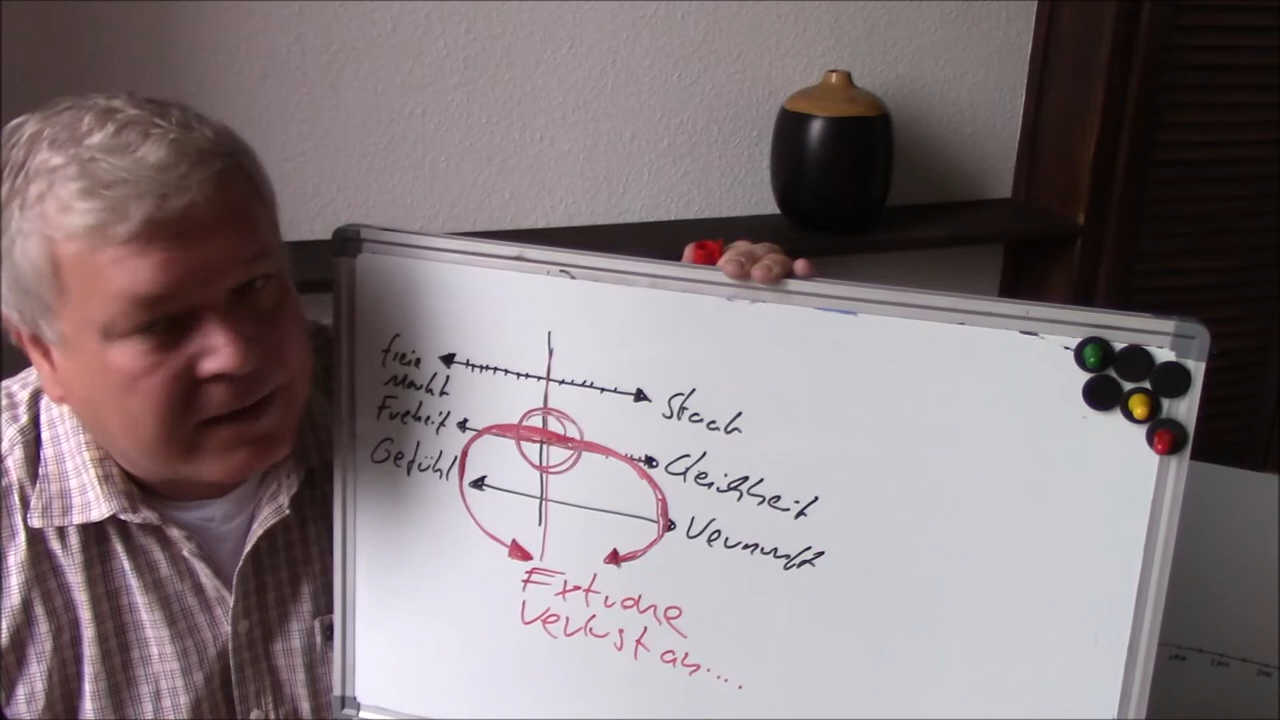 freie
Markt
Freiheit
Gefühl
Staat
Gleichheit
Vernunft
Extreme
Verlust an....